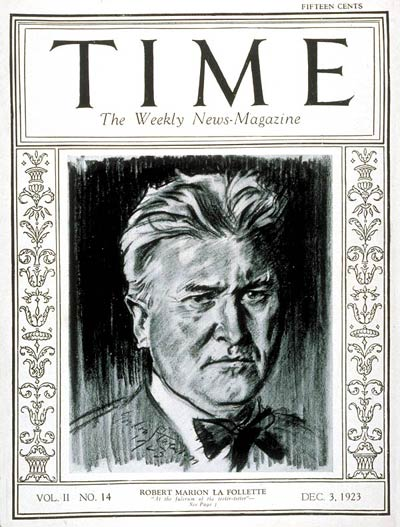 FIFTEEN CENTS
TIME
The Weekly News-Magazine
VOL. II NO. 14
ROBERT MARION LA FOLLETTE
"At the fulcrum of the teeter-totter"—
See Page 5
DEC. 3, 1923